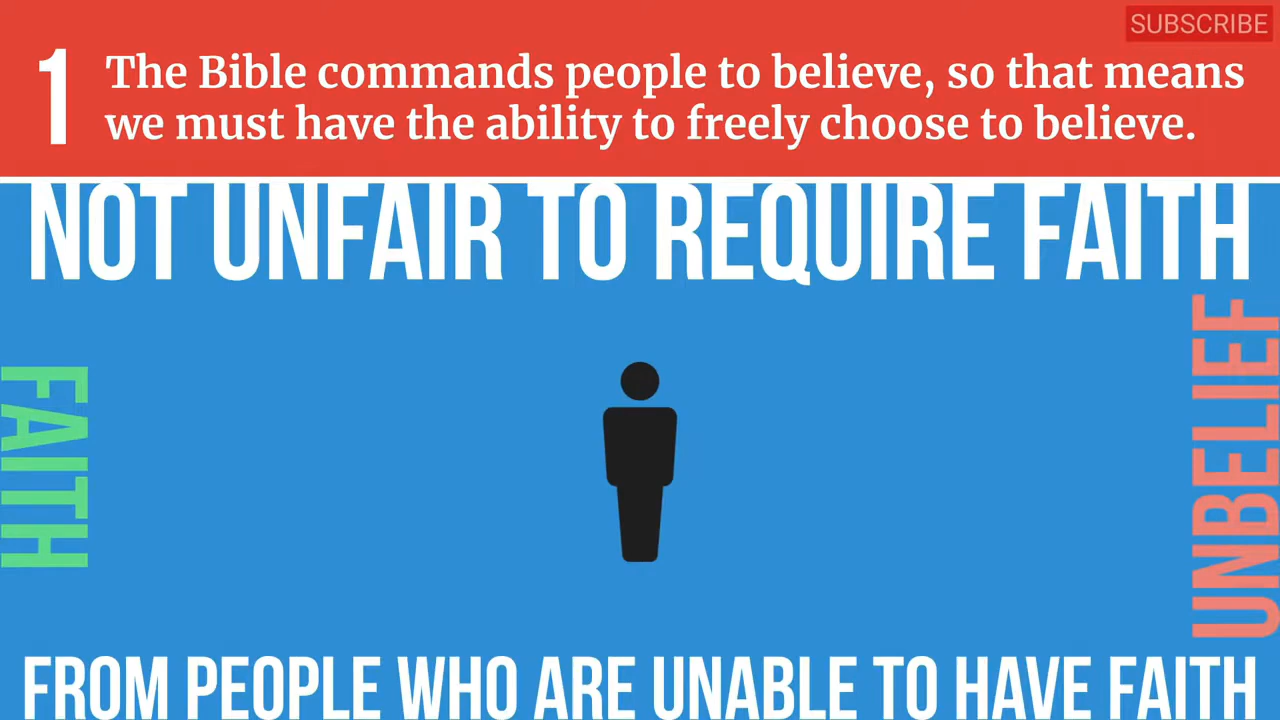 SUBSCRIBE
1
The Bible commands people to believe, so that means
we must have the ability to freely choose to believe.
NOT UNFAIR TO REQUIRE FAITH
FAITH
UNBELIEF
FROM PEOPLE WHO ARE UNABLE TO HAVE FAITH